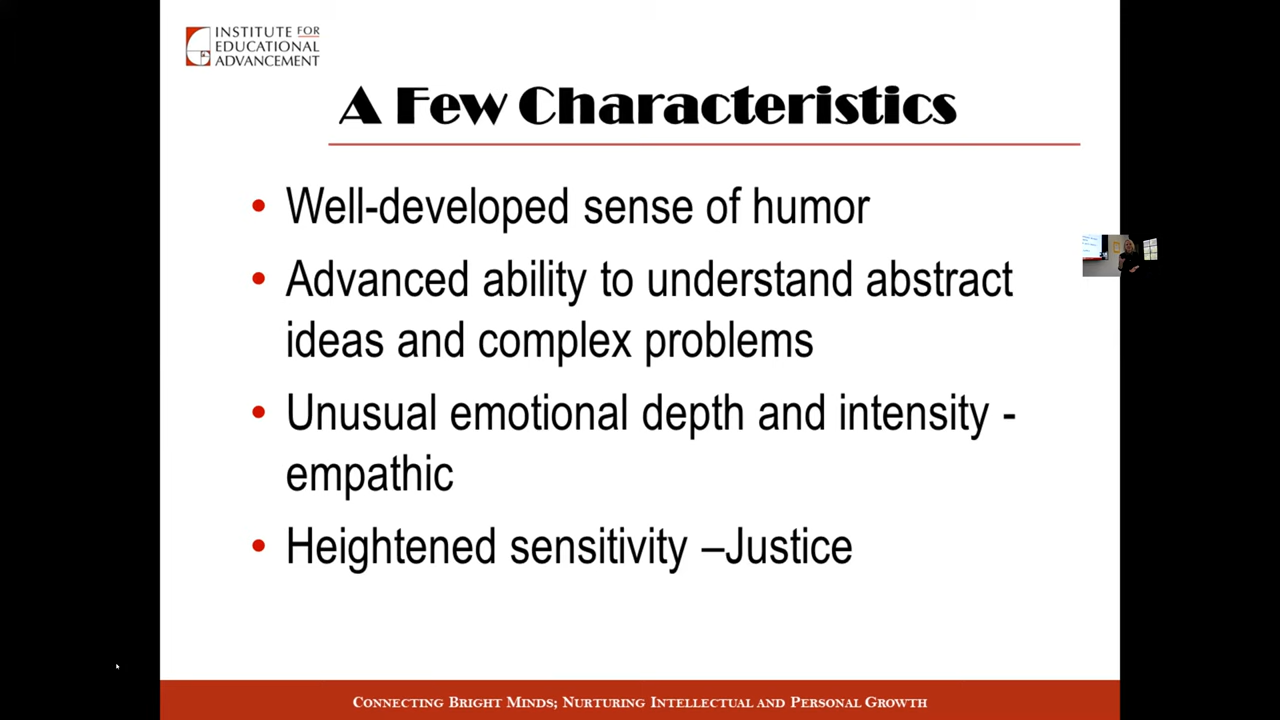 INSTITUTE FOR
EDUCATIONAL
ADVANCEMENT
A Few Characteristics
• Well-developed sense of humor
• Advanced ability to understand abstract
ideas and complex problems
• Unusual emotional depth and intensity -
empathic
• Heightened sensitivity –Justice
CONNECTING BRIGHT MINDS; NURTURING INTELLECTUAL AND PERSONAL GROWTH